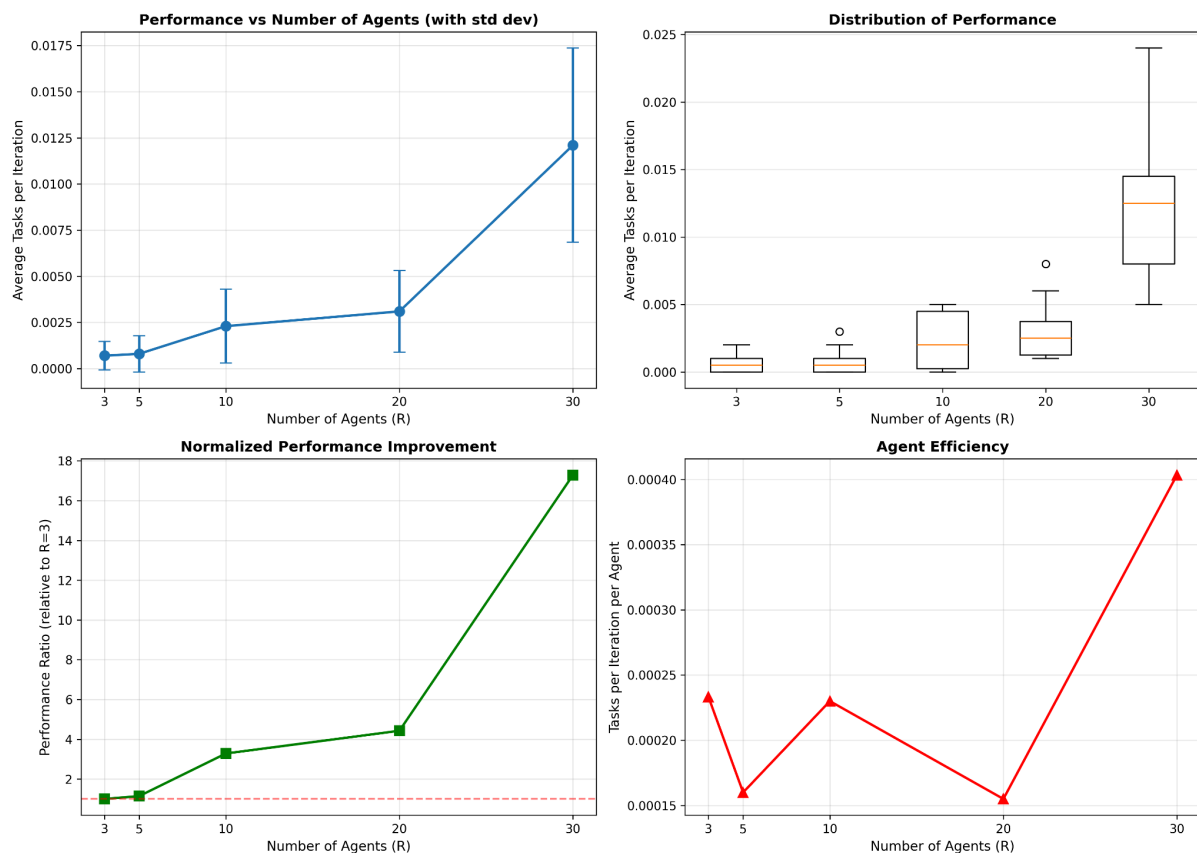 Performance vs Number of Agents (with std dev)
Average Tasks per Iteration
0.0175
0.0150
0.0125
0.0100
0.0075
0.0050
0.0025
0.0000
3 5 10 20 30
Number of Agents (R)
Distribution of Performance
Average Tasks per Iteration
0.025
0.020
0.015
0.010
0.005
0.000
3 5 10 20 30
Number of Agents (R)
Normalized Performance Improvement
Performance Ratio (relative to R=3)
18
16
14
12
10
8
6
4
2
3 5 10 20 30
Number of Agents (R)
Agent Efficiency
Tasks per Iteration per Agent
0.00040
0.00035
0.00030
0.00025
0.00020
0.00015
3 5 10 20 30
Number of Agents (R)